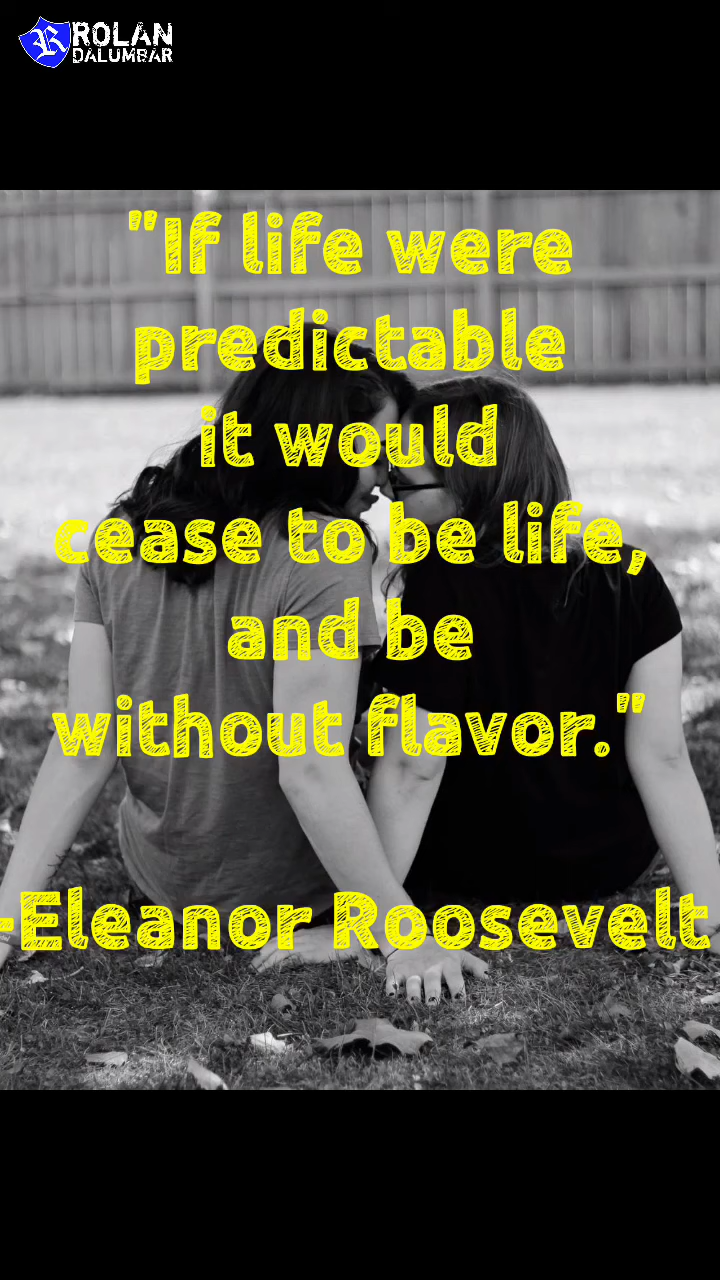 ROLAN
DALUMBAR
"If life were
predictable
it would
cease to be life,
and be
without flavor."
-Eleanor Roosevelt